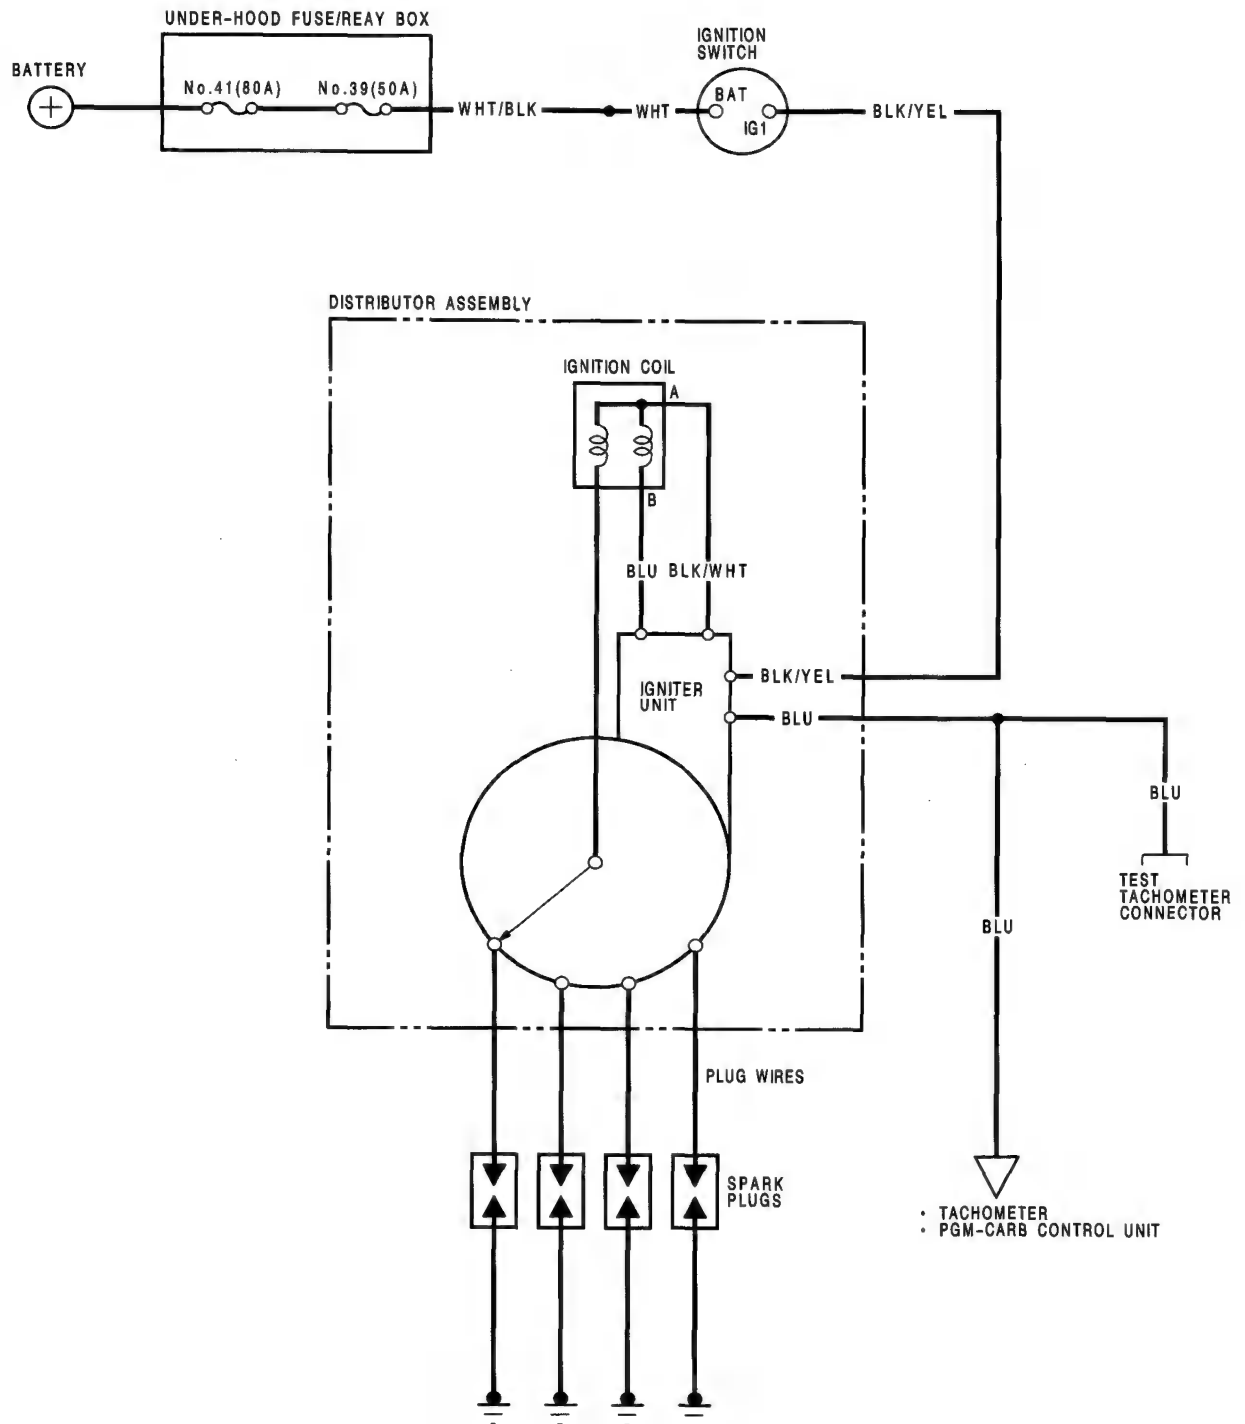 UNDER-HOOD FUSE/REAY BOX
IGNITION
SWITCH
BATTERY
+
No.41(80A)
No.39(50A)
WHT/BLK
WHT
BAT
IG1
BLK/YEL
DISTRIBUTOR ASSEMBLY
IGNITION COIL
A
B
BLU
BLK/WHT
IGNITER
UNIT
BLK/YEL
BLU
BLU
TEST
TACHOMETER
CONNECTOR
BLU
PLUG WIRES
SPARK
PLUGS
• TACHOMETER
• PGM-CARB CONTROL UNIT